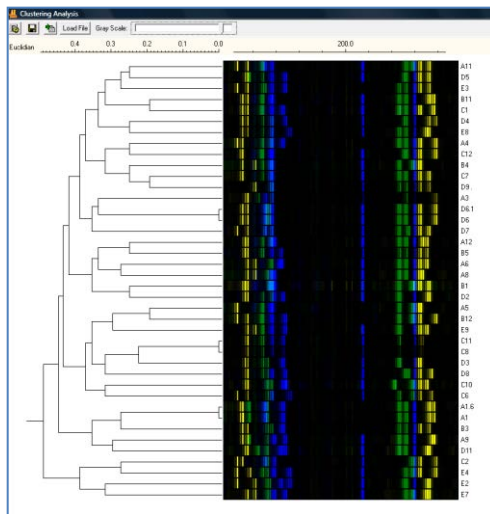 Clustering Analysis
Load File Gray Scale:
Euclidian 0.4 0.3 0.2 0.1 0.0 200.0
A11
D5
E3
B11
C1
D4
E8
A4
C12
B4
C7
D9
A3
D6.1
D6
D7
A12
B5
A6
A8
B1
D2
A5
B12
E9
C11
C8
D3
D8
C10
C6
A1.6
A1
B3
A9
D11
C2
E4
E2
E7